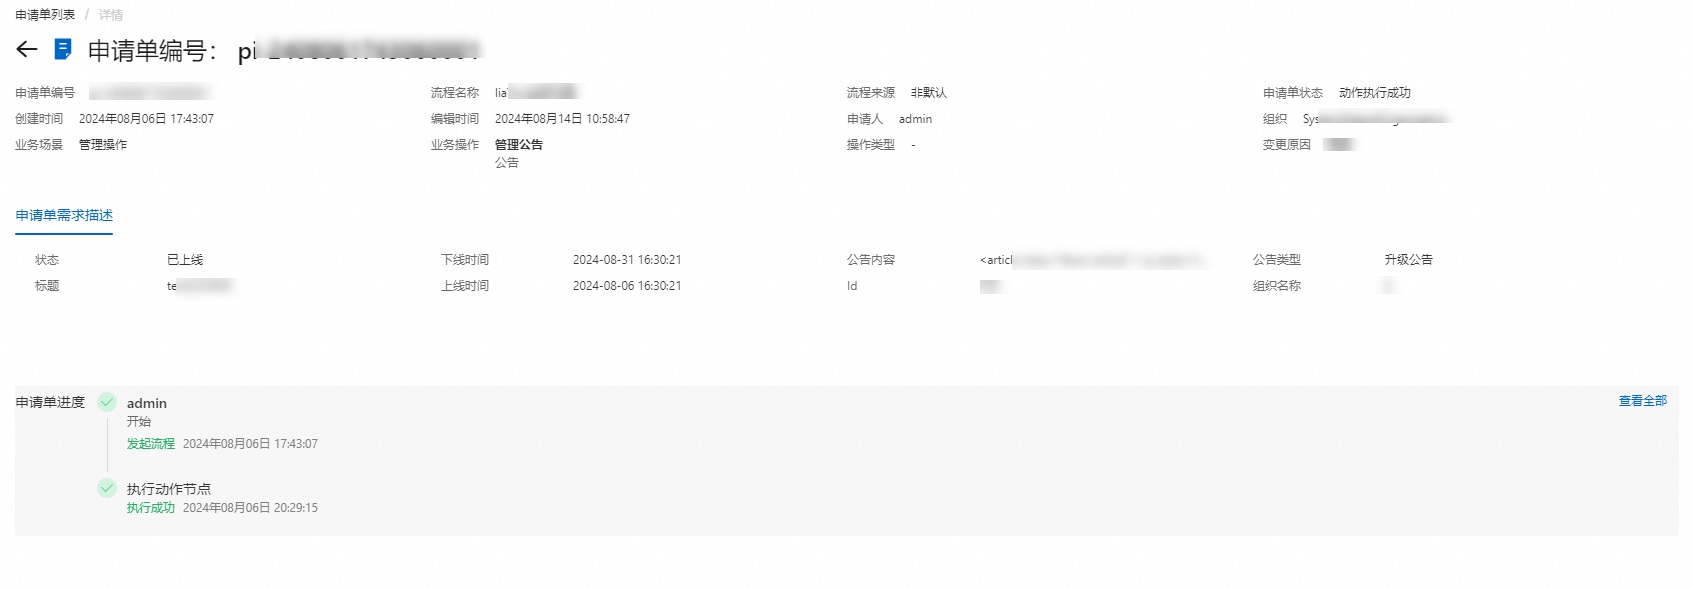 申请单列表 / 详情
申请单编号： pi
申请单编号
流程名称 lia
流程来源 非默认
申请单状态 动作执行成功
创建时间 2024年08月06日 17:43:07
编辑时间 2024年08月14日 10:58:47
申请人 admin
组织 Sys
业务场景 管理操作
业务操作 管理公告
公告
操作类型 -
变更原因
申请单需求描述
状态 已上线
下线时间 2024-08-31 16:30:21
公告内容 <articl
公告类型 升级公告
标题 te
上线时间 2024-08-06 16:30:21
Id
组织名称
申请单进度
admin
查看全部
开始
发起流程 2024年08月06日 17:43:07
执行动作节点
执行成功 2024年08月06日 20:29:15